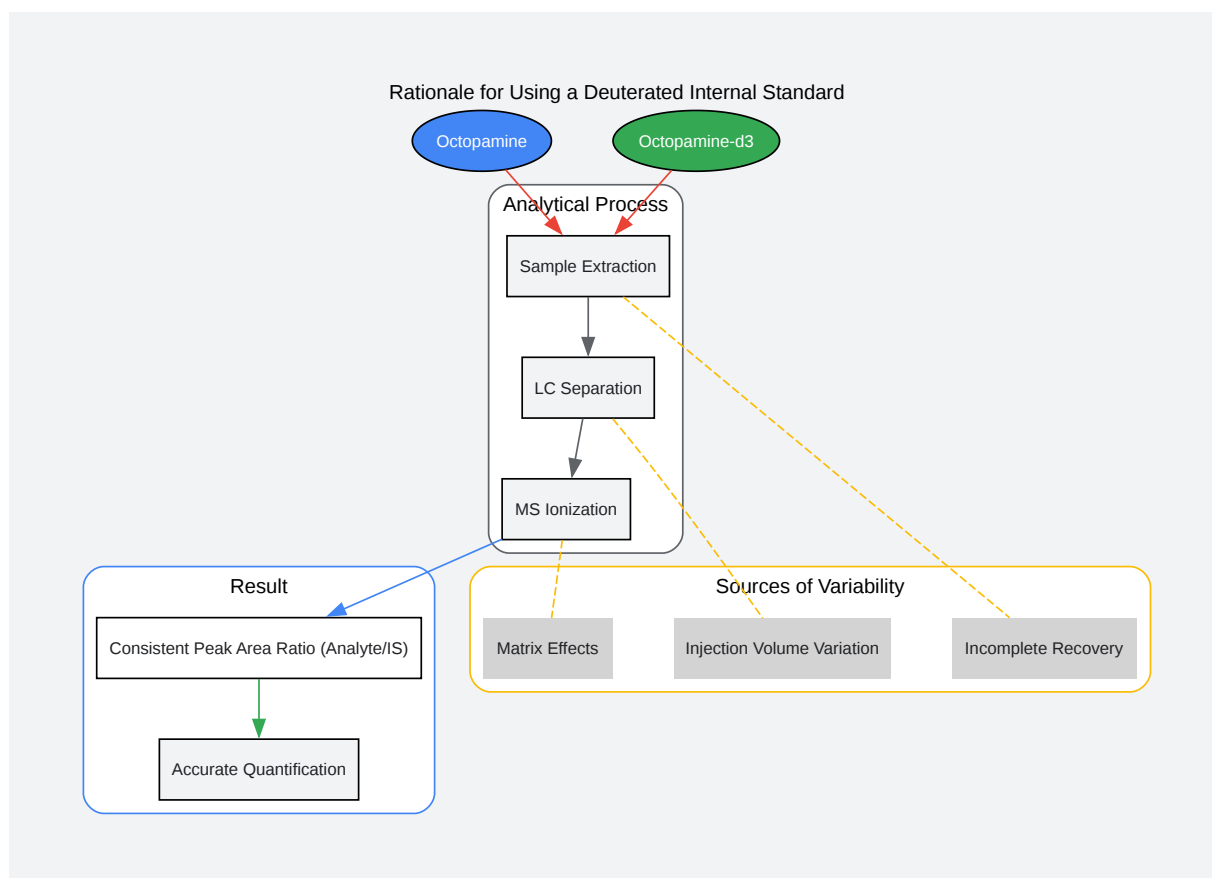 Rationale for Using a Deuterated Internal Standard
Octopamine
Octopamine-d3
Analytical Process
Sample Extraction
LC Separation
MS Ionization
Result
Consistent Peak Area Ratio (Analyte/IS)
Accurate Quantification
Sources of Variability
Matrix Effects
Injection Volume Variation
Incomplete Recovery